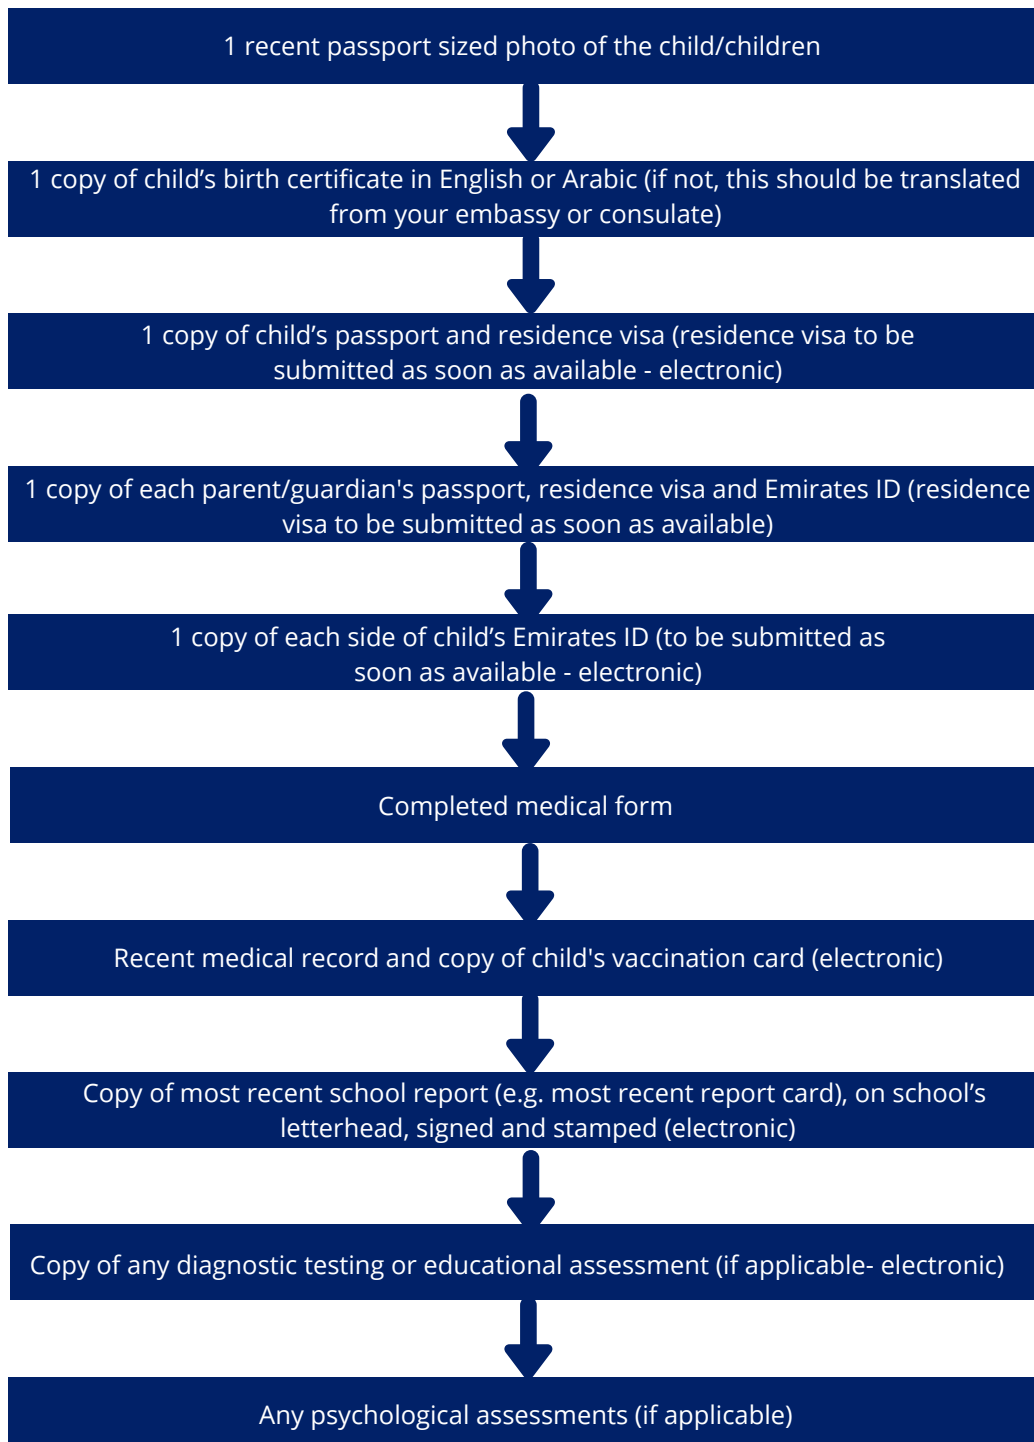 1 recent passport sized photo of the child/children
1 copy of child’s birth certificate in English or Arabic (if not, this should be translated
from your embassy or consulate)
1 copy of child’s passport and residence visa (residence visa to be
submitted as soon as available - electronic)
1 copy of each parent/guardian's passport, residence visa and Emirates ID (residence
visa to be submitted as soon as available)
1 copy of each side of child’s Emirates ID (to be submitted as
soon as available - electronic)
Completed medical form
Recent medical record and copy of child's vaccination card (electronic)
Copy of most recent school report (e.g. most recent report card), on school’s
letterhead, signed and stamped (electronic)
Copy of any diagnostic testing or educational assessment (if applicable- electronic)
Any psychological assessments (if applicable)